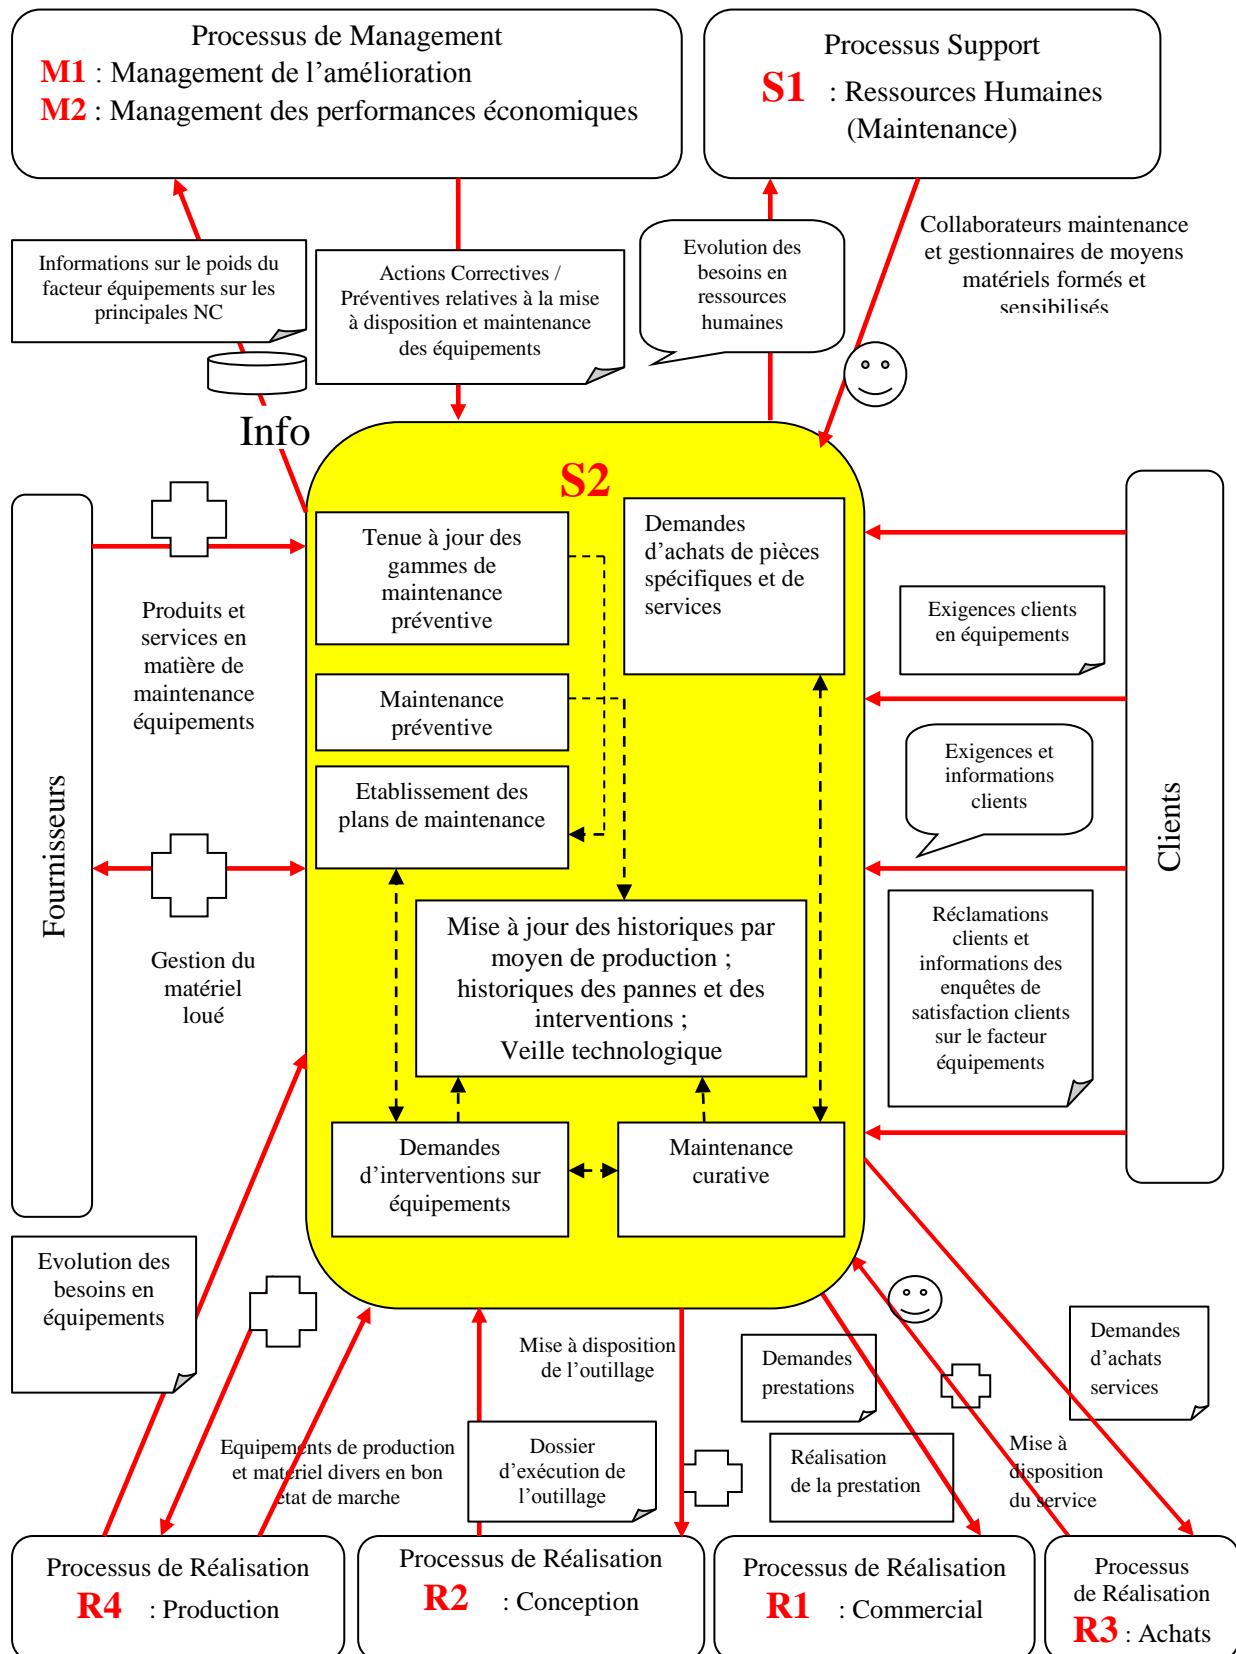 Processus de Management
M1 : Management de l’amélioration
M2 : Management des performances économiques
Processus Support
S1 : Ressources Humaines
(Maintenance)
Informations sur le poids du
facteur équipements sur les
principales NC
Actions Correctives /
Préventives relatives à la mise
à disposition et maintenance
des équipements
Evolution des
besoins en
ressources
humaines
Collaborateurs maintenance
et gestionnaires de moyens
matériels formés et
sensibilisés
Info
S2
Fournisseurs
Produits et
services en
matière de
maintenance
équipements
Gestion du
matériel
loué
Tenue à jour des
gammes de
maintenance
préventive
Maintenance
préventive
Etablissement des
plans de maintenance
Demandes
d’achats de pièces
spécifiques et de
services
Mise à jour des historiques par
moyen de production ;
historiques des pannes et des
interventions ;
Veille technologique
Demandes
d’interventions sur
équipements
Maintenance
curative
Clients
Exigences clients
en équipements
Exigences et
informations
clients
Réclamations
clients et
informations des
enquêtes de
satisfaction clients
sur le facteur
équipements
Evolution des
besoins en
équipements
Equipements de production
et matériel divers en bon
état de marche
Mise à disposition
de l’outillage
Dossier
d’exécution de
l’outillage
Demandes
prestations
Réalisation
de la prestation
Mise à
disposition
du service
Demandes
d’achats
services
Processus de Réalisation
R4 : Production
Processus de Réalisation
R2 : Conception
Processus de Réalisation
R1 : Commercial
Processus
de Réalisation
R3 : Achats